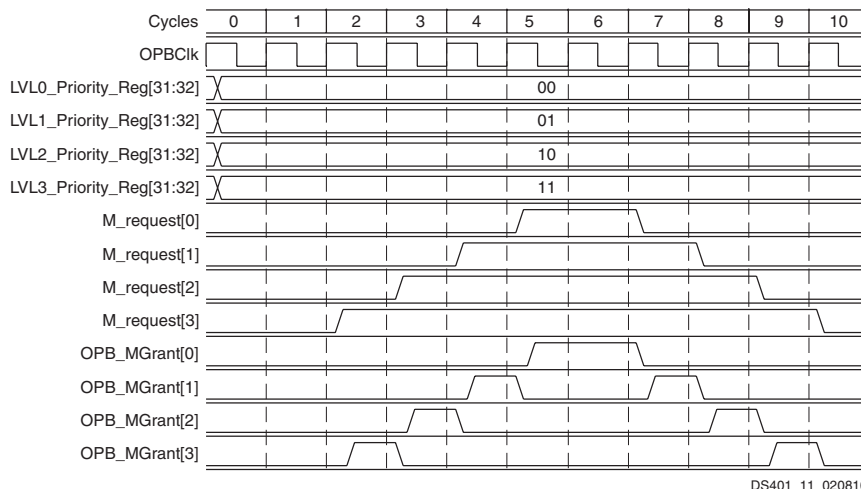 Cycles 0 1 2 3 4 5 6 7 8 9 10
OPBClk
LVL0_Priority_Reg[31:32] 00
LVL1_Priority_Reg[31:32] 01
LVL2_Priority_Reg[31:32] 10
LVL3_Priority_Reg[31:32] 11
M_request[0]
M_request[1]
M_request[2]
M_request[3]
OPB_MGrant[0]
OPB_MGrant[1]
OPB_MGrant[2]
OPB_MGrant[3]
DS401_11_020810